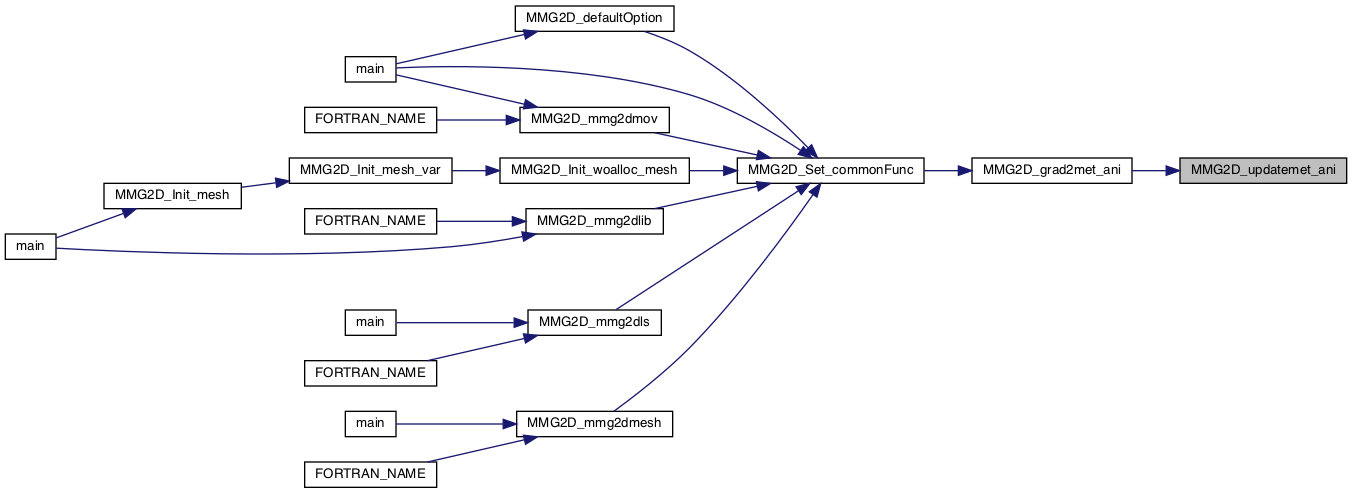 MMG2D_defaultOption
main
FORTRAN_NAME
MMG2D_mmg2dmov
MMG2D_Init_mesh_var
MMG2D_Init_woalloc_mesh
MMG2D_Set_commonFunc
MMG2D_grad2met_ani
MMG2D_updatemet_ani
MMG2D_Init_mesh
FORTRAN_NAME
MMG2D_mmg2dlib
main
main
MMG2D_mmg2dls
FORTRAN_NAME
main
MMG2D_mmg2dmesh
FORTRAN_NAME